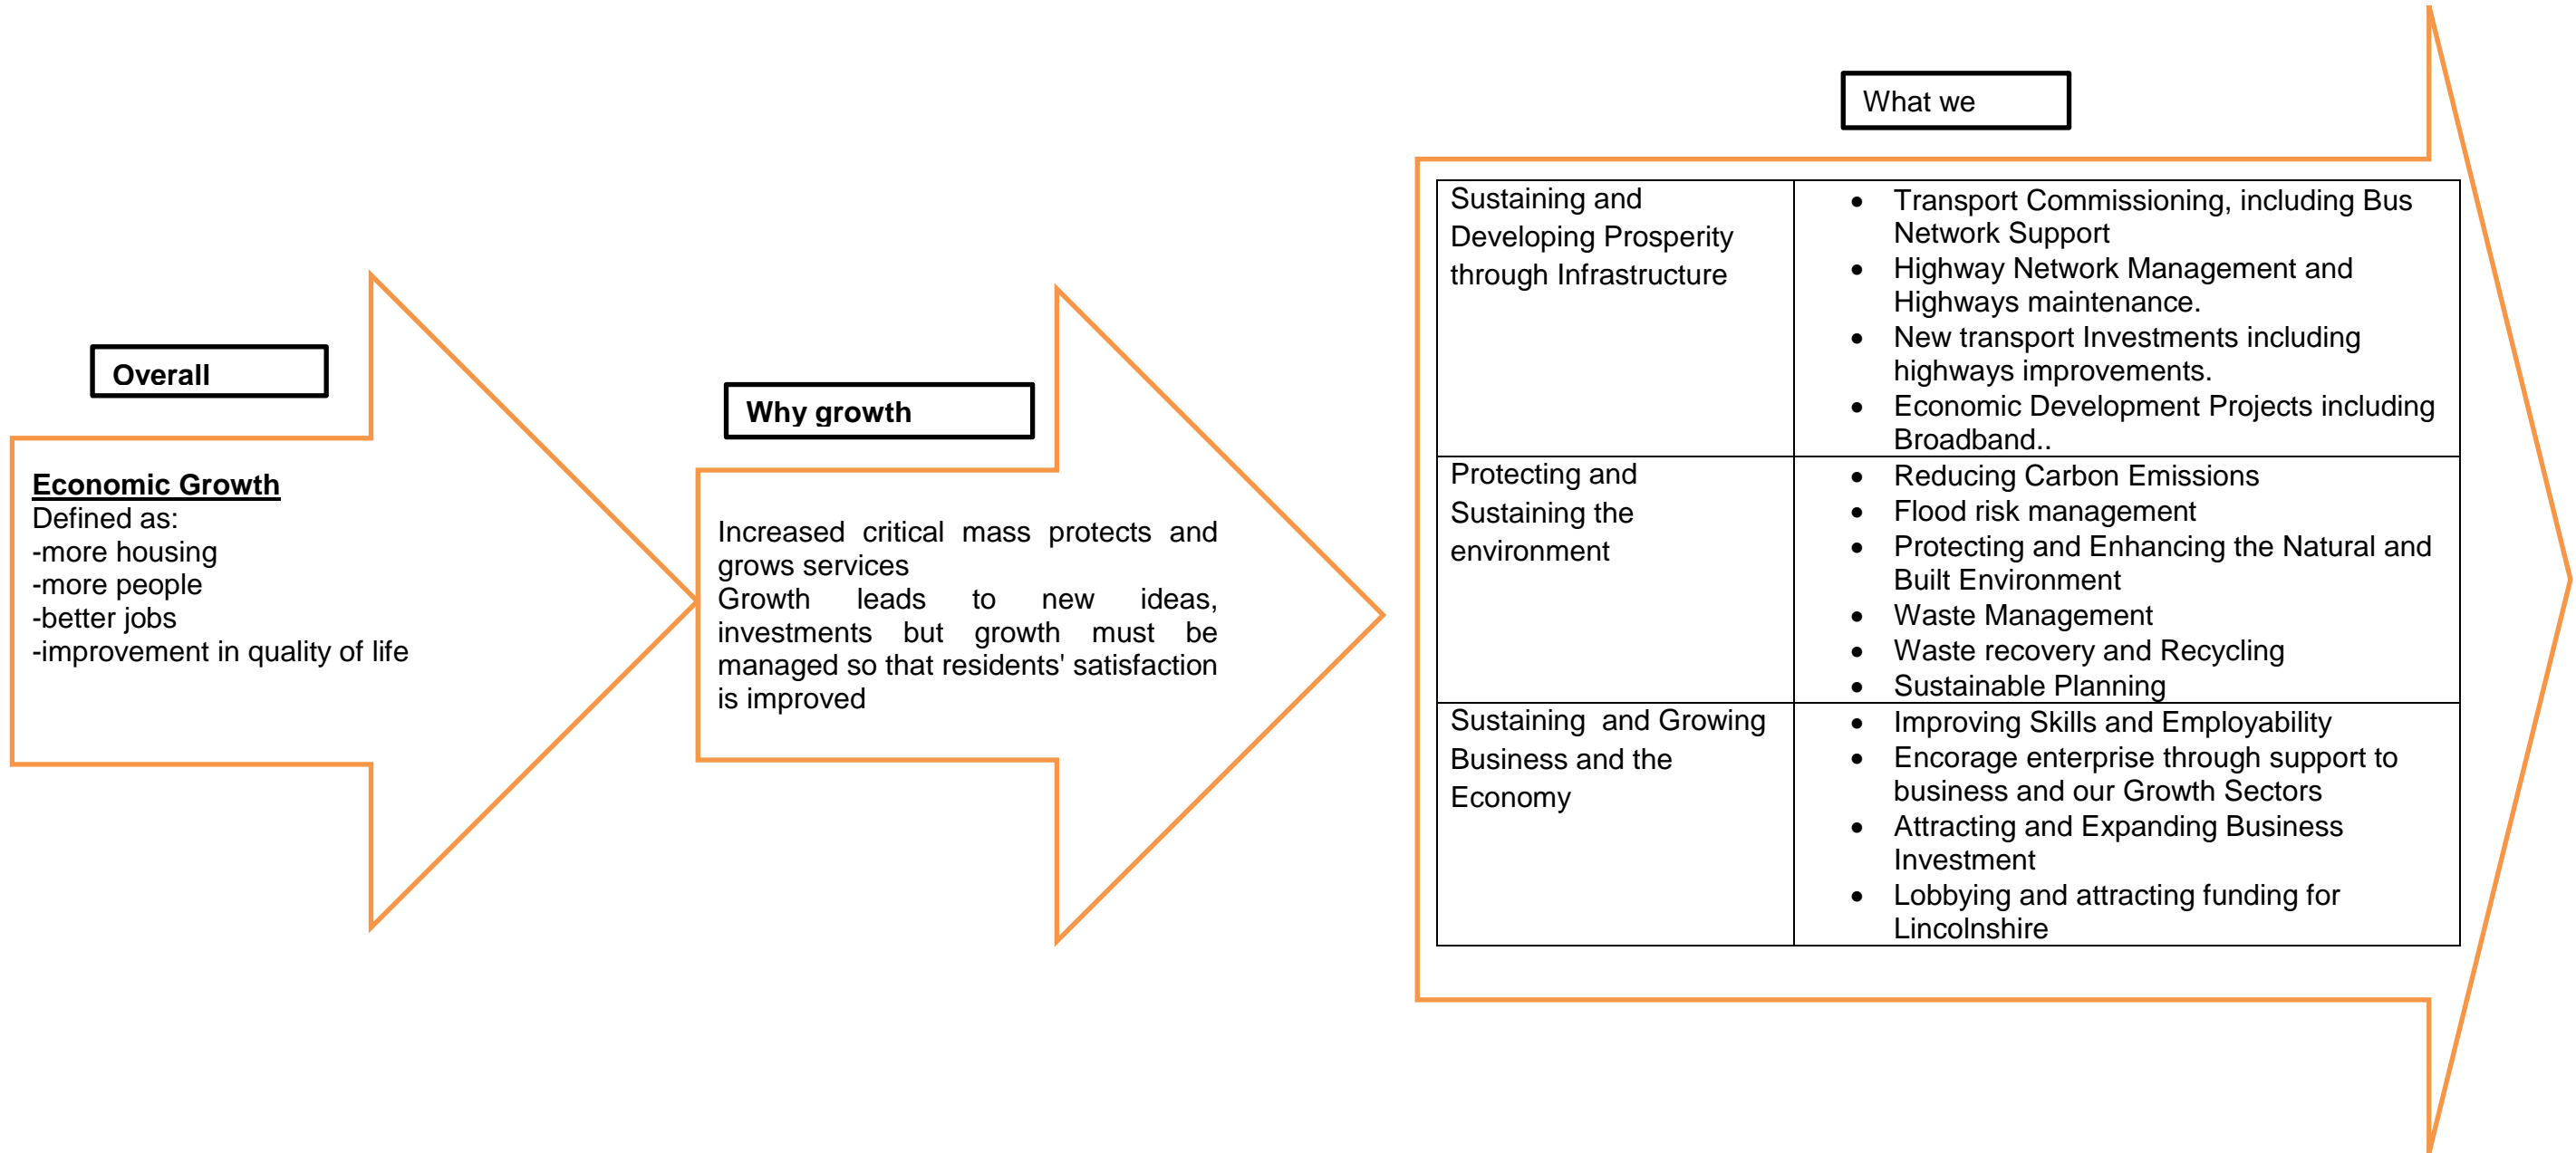 Overall
Economic Growth
Defined as:
-more housing
-more people
-better jobs
-improvement in quality of life
Why growth
Increased critical mass protects and
grows services
Growth leads to new ideas,
investments but growth must be
managed so that residents' satisfaction
is improved
What we
Sustaining and
Developing Prosperity
through Infrastructure
• Transport Commissioning, including Bus
Network Support
• Highway Network Management and
Highways maintenance.
• New transport Investments including
highways improvements.
• Economic Development Projects including
Broadband..
Protecting and
Sustaining the
environment
• Reducing Carbon Emissions
• Flood risk management
• Protecting and Enhancing the Natural and
Built Environment
• Waste Management
• Waste recovery and Recycling
• Sustainable Planning
Sustaining  and Growing
Business and the
Economy
• Improving Skills and Employability
• Encorage enterprise through support to
business and our Growth Sectors
• Attracting and Expanding Business
Investment
• Lobbying and attracting funding for
Lincolnshire